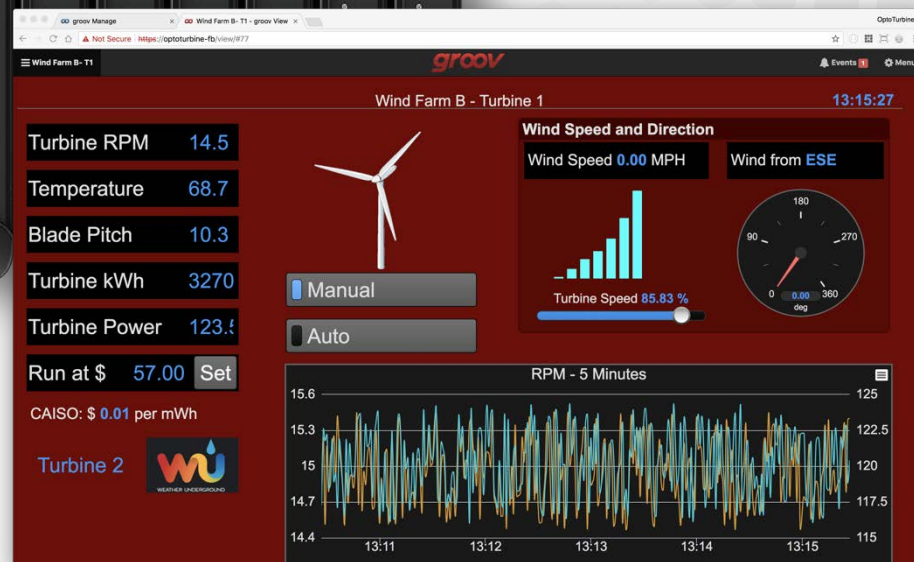 groov Manage
Wind Farm B- T1 - groov View
OptoTurbine
Not Secure https://optoturbine-fb/view/#77
Wind Farm B- T1
groov
Events 1
Menu
Wind Farm B - Turbine 1
13:15:27
Turbine RPM 14.5
Temperature 68.7
Blade Pitch 10.3
Turbine kWh 3270
Turbine Power 123.5
Run at $ 57.00 Set
CAISO: $ 0.01 per mWh
Turbine 2
WU
WEATHER UNDERGROUND
Manual
Auto
Wind Speed and Direction
Wind Speed 0.00 MPH
Wind from ESE
Turbine Speed 85.83 %
180
90
270
0
0.00
360
deg
RPM - 5 Minutes
15.6
125
15.3
122.5
15
120
14.7
117.5
14.4
115
13:11
13:12
13:13
13:14
13:15